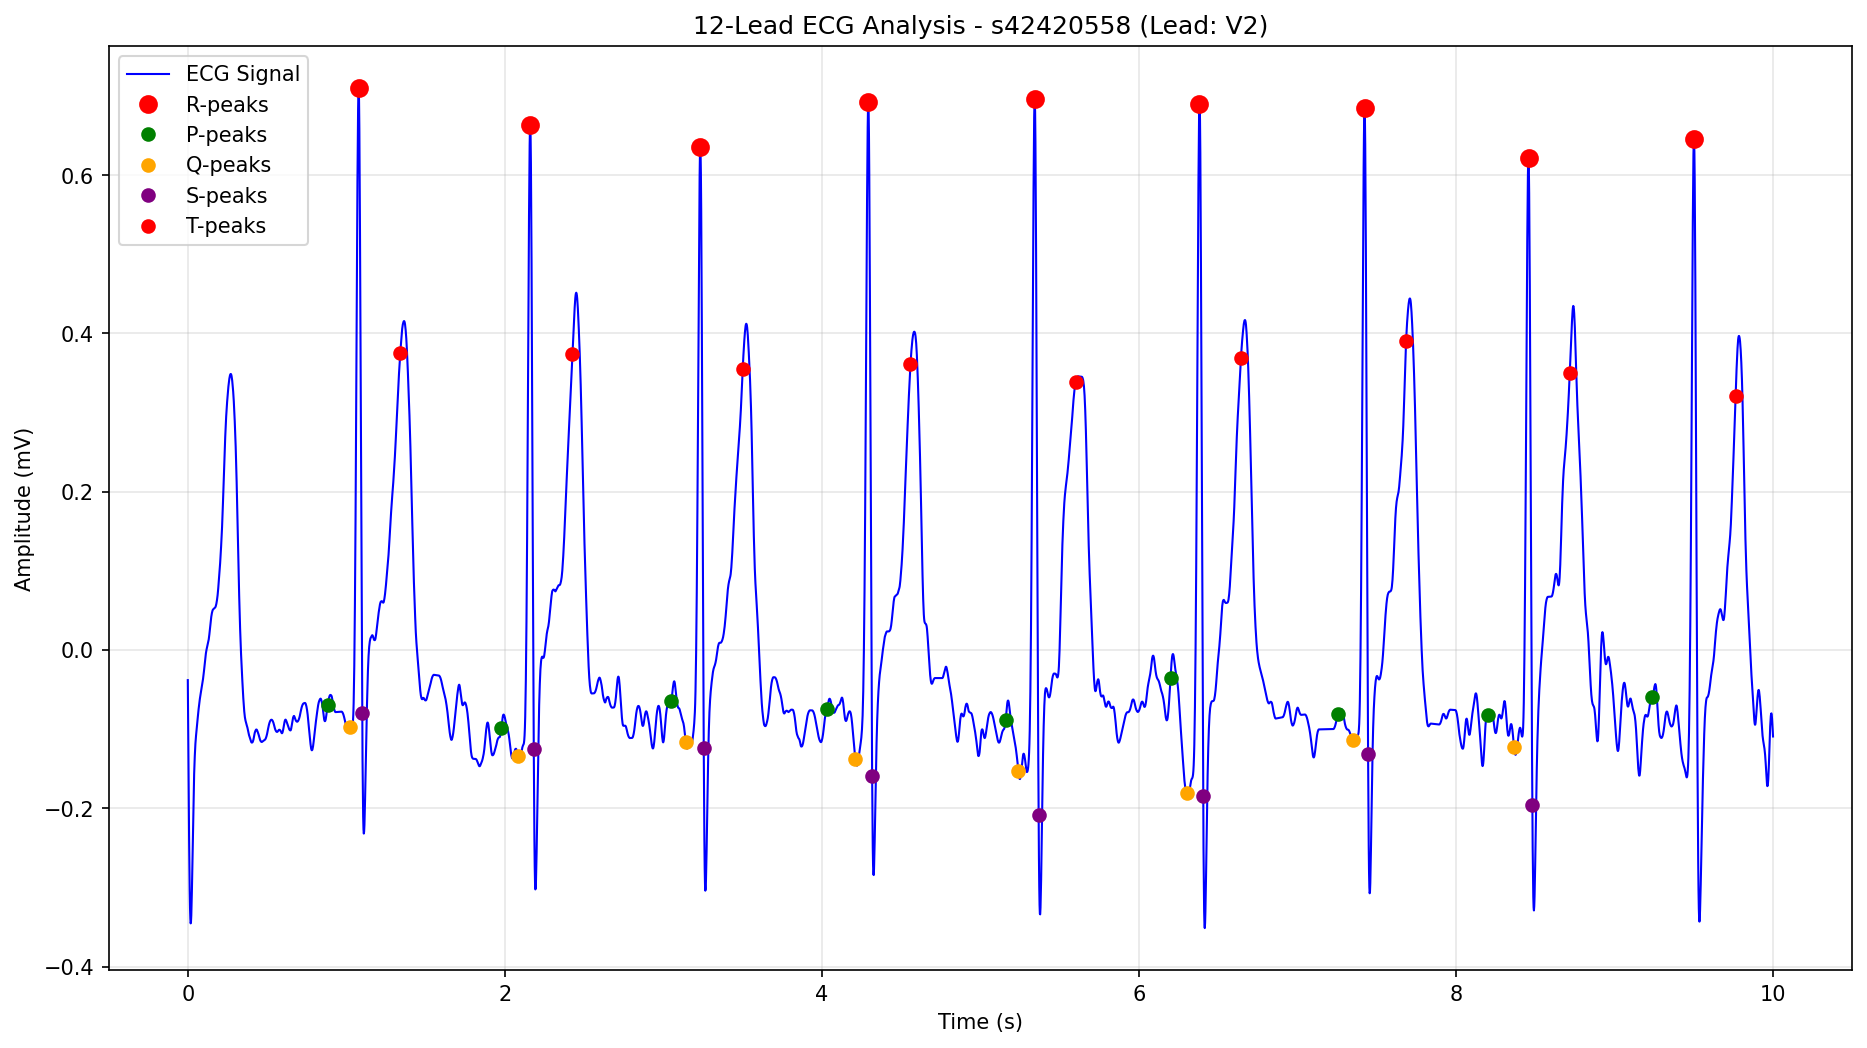 12-Lead ECG Analysis - s42420558 (Lead: V2)
ECG Signal
R-peaks
P-peaks
Q-peaks
S-peaks
T-peaks
Amplitude (mV)
0.6
0.4
0.2
0.0
−0.2
−0.4
0 2 4 6 8 10
Time (s)